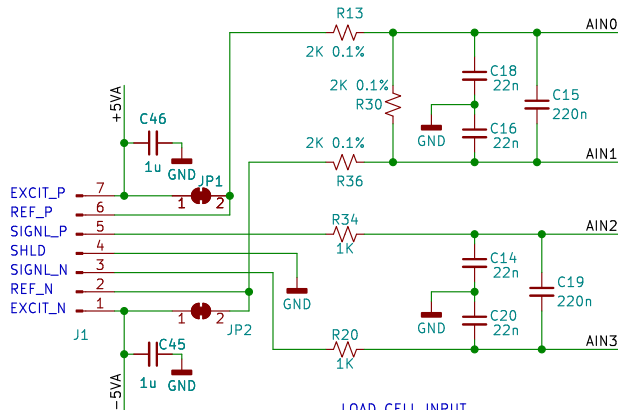 R13
AIN0
2K 0.1%
2K 0.1%
R30
C18
22n
C15
220n
+5VA
C46
1u
GND
GND
C16
22n
2K 0.1%
R36
AIN1
EXCIT_P 7
JP1
1 2
REF_P 6
SIGNL_P 5
R34
1K
AIN2
SHLD 4
SIGNL_N 3
REF_N 2
EXCIT_N 1
GND
C14
22n
C19
220n
GND
C20
22n
J1
1 2
JP2
C45
1u
GND
R20
1K
AIN3
-5VA
LOAD CELL INPUT